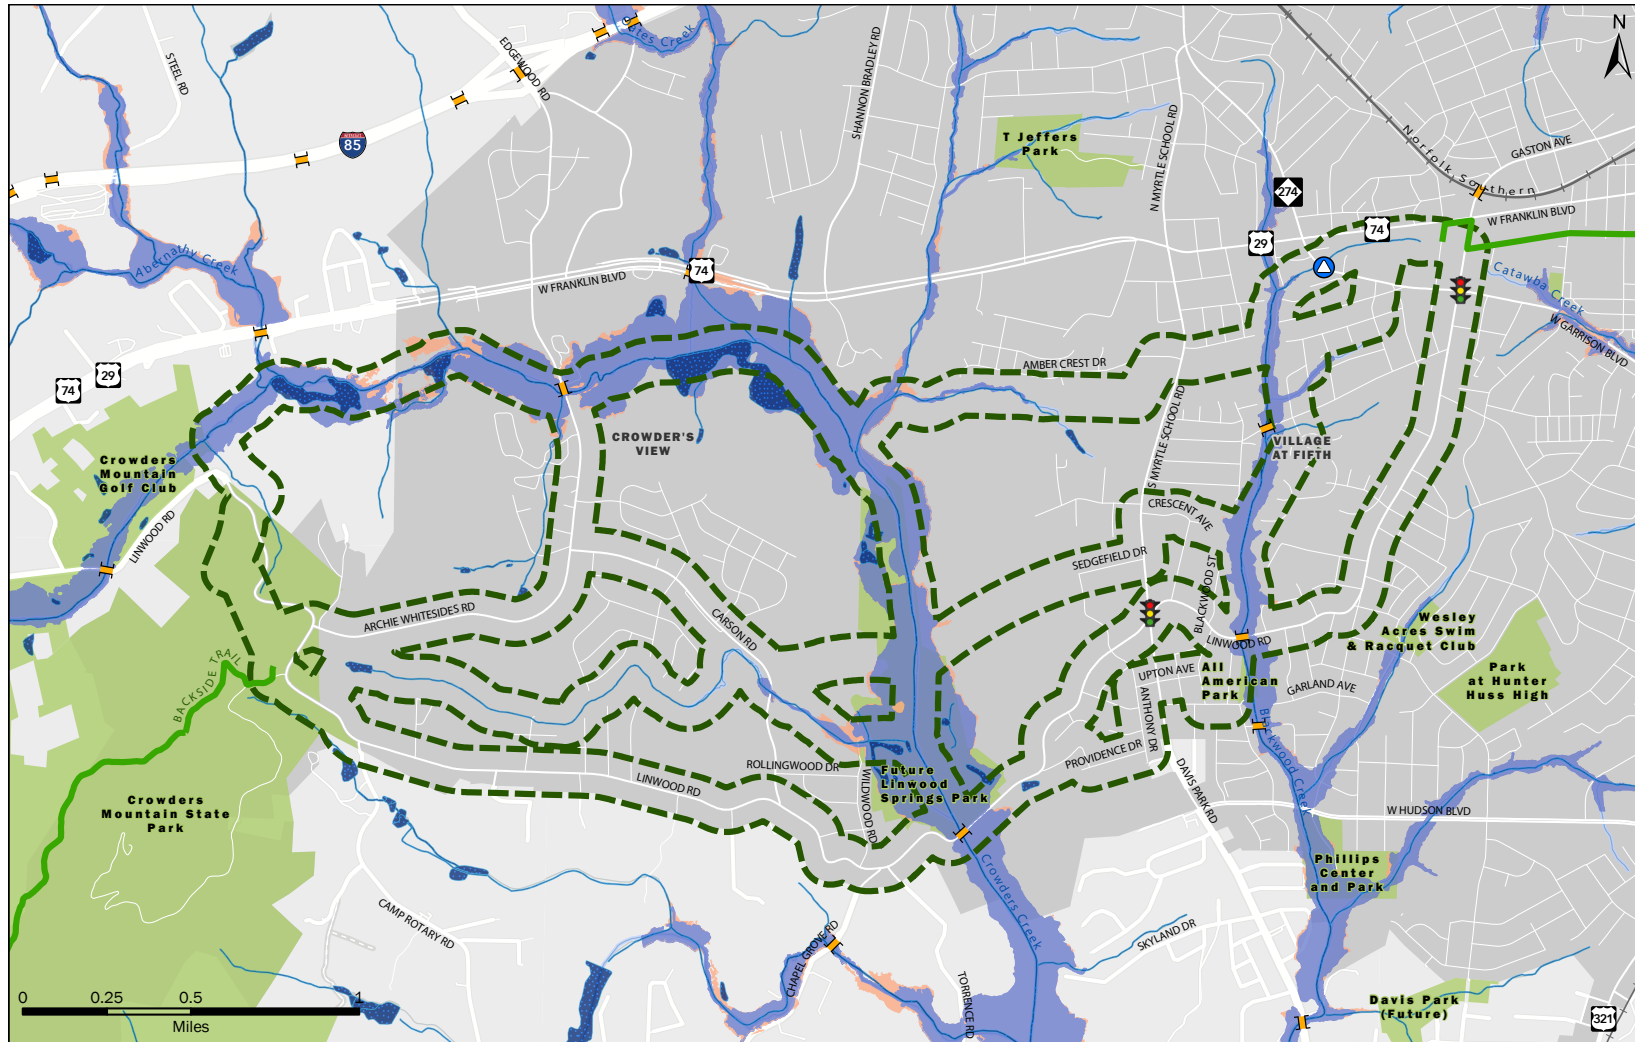 N
Oates Creek
STEEL RD
EDGEWOOD RD
SHANNON BRADLEY RD
INTERSTATE
85
T Jeffers
Park
N MYRTLE SCHOOL RD
Norfolk Southern
GASTON AVE
274
W FRANKLIN BLVD
74
29
Abernathy Creek
W FRANKLIN BLVD
74
Catawba Creek
W GARRISON BLVD
AMBER CREST DR
29
74
S MYRTLE SCHOOL RD
CROWDER'S
VIEW
VILLAGE
AT FIFTH
Crowders
Mountain
Golf Club
LINWOOD RD
CRESCENT AVE
SEDGEFIELD DR
BLACKWOOD ST
ARCHIE WHITESIDES RD
CARSON RD
LINWOOD RD
Wesley
Acres Swim
& Racquet Club
BACKSIDE TRAIL
UPTON AVE
All
American
Park
GARLAND AVE
Park
at Hunter
Huss High
ANTHONY DR
Blackwood Creek
PROVIDENCE DR
ROLLINGWOOD DR
LINWOOD RD
WILDWOOD RD
Future
Linwood
Springs Park
DAVIS PARK RD
W HUDSON BLVD
Crowders
Mountain State
Park
Phillips
Center
and Park
Crowders Creek
CAMP ROTARY RD
CHAPEL GROVE RD
SKYLAND DR
TORRENCE RD
Davis Park
(Future)
321
0 0.25 0.5 1
Miles